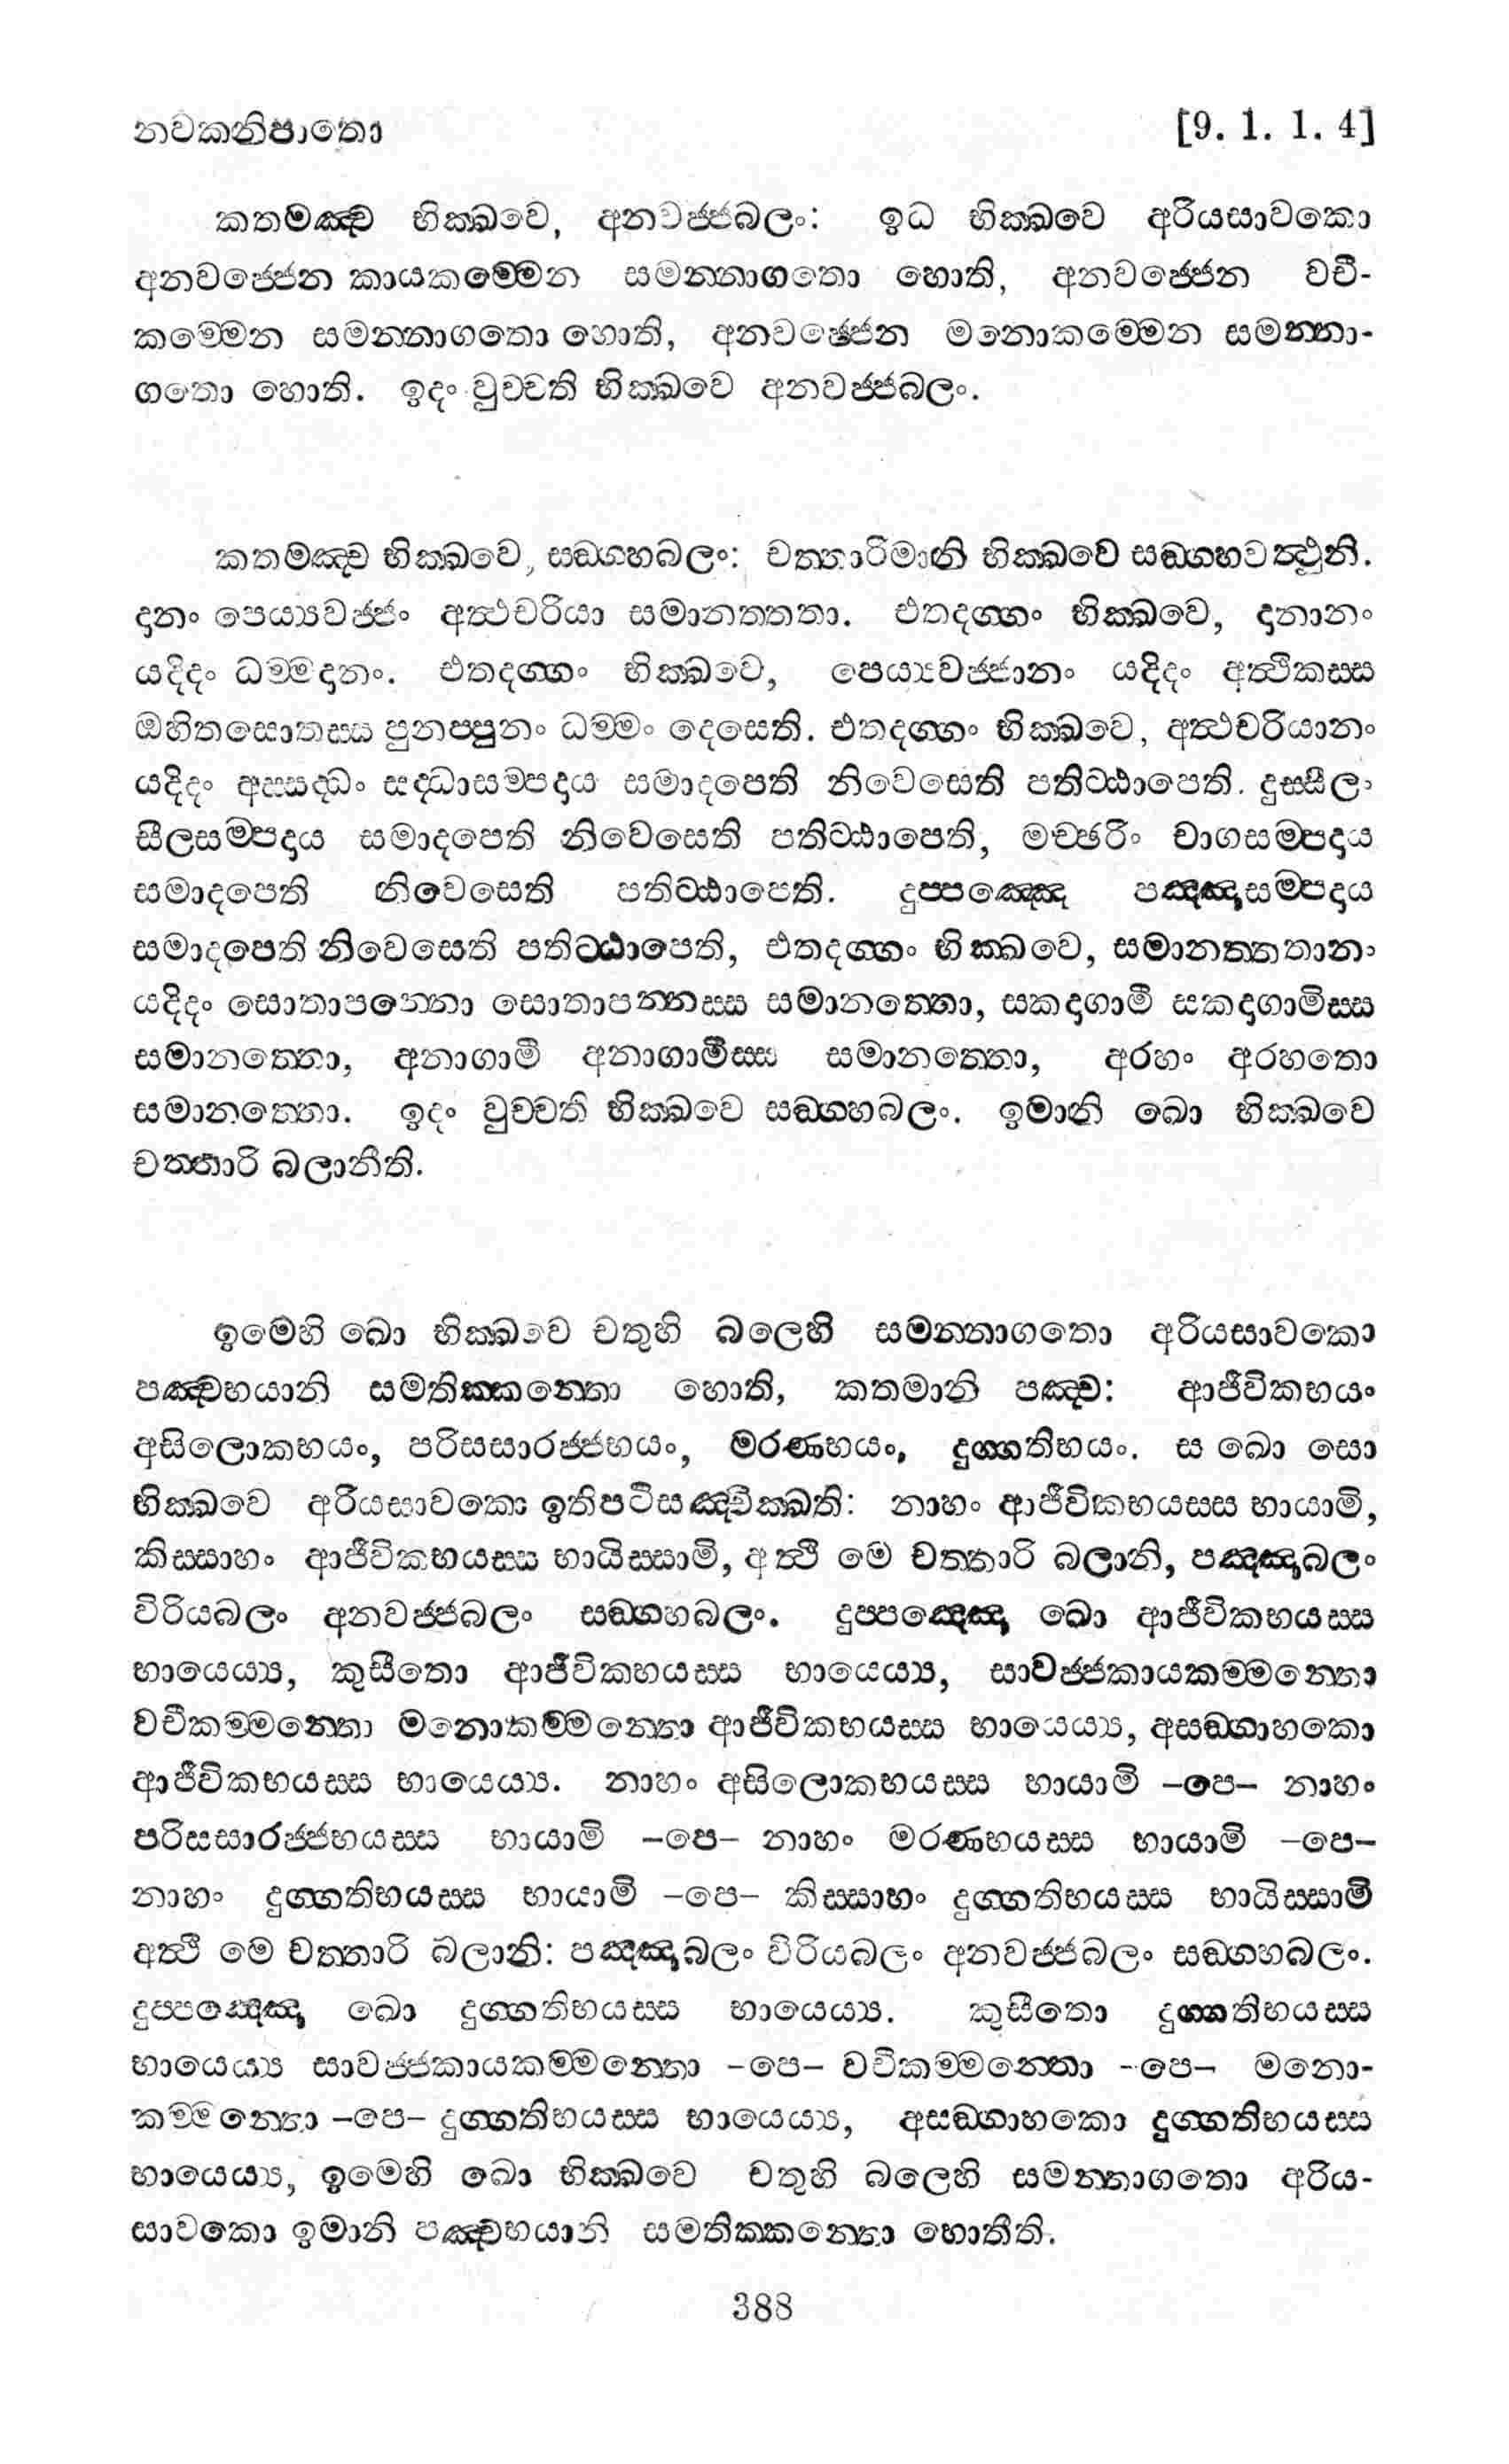 නවකනිපාතො [9. 1. 1. 4]
කතමඤ්ච භික්ඛවෙ, අනවජ්ජබලං: ඉධ භික්ඛවෙ අරියසාවකො
අනවජ්ජෙන කායකම්මෙන සමන්නාගතො හොති, අනවජ්ජෙන වචී-
කම්මෙන සමන්නාගතො හොති, අනවජ්ජෙන මනොකම්මෙන සමන්නා-
ගතො හොති. ඉදං වුච්චති භික්ඛවෙ අනවජ්ජබලං.
කතමඤ්ච භික්ඛවෙ, සඞ්ගහබලං: චත්තාරිමානි භික්ඛවෙ සඞ්ගහවත්ථූනි.
දානං පෙය්‍යවජ්ජං අත්ථචරියා සමානත්තතා. එතදග්ගං භික්ඛවෙ, දානානං
යදිදං ධම්මදානං. එතදග්ගං භික්ඛවෙ, පෙය්‍යවජ්ජානං යදිදං අත්ථිකස්ස
ඔහිතසොතස්ස පුනප්පුනං ධම්මං දෙසෙති. එතදග්ගං භික්ඛවෙ, අත්ථචරියානං
යදිදං අස්සද්ධං සද්ධාසම්පදාය සමාදපෙති නිවෙසෙති පතිට්ඨාපෙති. දුස්සීලං
සීලසම්පදාය සමාදපෙති නිවෙසෙති පතිට්ඨාපෙති, මච්ඡරිං චාගසම්පදාය
සමාදපෙති නිවෙසෙති පතිට්ඨාපෙති. දුප්පඤ්ඤෙ පඤ්ඤාසම්පදාය
සමාදපෙති නිවෙසෙති පතිට්ඨාපෙති, එතදග්ගං භික්ඛවෙ, සමානත්තතානං
යදිදං සොතාපන්නො සොතාපන්නස්ස සමානත්තො, සකදාගාමී සකදාගාමිස්ස
සමානත්තො, අනාගාමී අනාගාමිස්ස සමානත්තො, අරහං අරහතො
සමානත්තො. ඉදං වුච්චති භික්ඛවෙ සඞ්ගහබලං. ඉමානි ඛො භික්ඛවෙ
චත්තාරි බලානීති.
ඉමෙහි ඛො භික්ඛවෙ චතුහි බලෙහි සමන්නාගතො අරියසාවකො
පඤ්චභයානි සමතික්කන්තො හොති, කතමානි පඤ්ච: ආජීවිකභයං
අසිලොකභයං, පරිසසාරජ්ජභයං, මරණභයං, දුග්ගතිභයං. ස ඛො සො
භික්ඛවෙ අරියසාවකො ඉතිපටිසඤ්චික්ඛති: නාහං ආජීවිකභයස්ස භායාමි,
කිස්සාහං ආජීවිකභයස්ස භායිස්සාමි, අත්ථි මෙ චත්තාරි බලානි, පඤ්ඤාබලං
විරියබලං අනවජ්ජබලං සඞ්ගහබලං. දුප්පඤ්ඤො ඛො ආජීවිකභයස්ස
භායෙය්‍ය, කුසීතො ආජීවිකභයස්ස භායෙය්‍ය, සාවජ්ජකායකම්මන්තො
වචීකම්මන්තො මනොකම්මන්තො ආජීවිකභයස්ස භායෙය්‍ය, අසඞ්ගාහකො
ආජීවිකභයස්ස භායෙය්‍ය. නාහං අසිලොකභයස්ස භායාමි –පෙ– නාහං
පරිසසාරජ්ජභයස්ස භායාමි –පෙ– නාහං මරණභයස්ස භායාමි –පෙ–
නාහං දුග්ගතිභයස්ස භායාමි –පෙ– කිස්සාහං දුග්ගතිභයස්ස භායිස්සාමි
අත්ථි මෙ චත්තාරි බලානි: පඤ්ඤාබලං විරියබලං අනවජ්ජබලං සඞ්ගහබලං.
දුප්පඤ්ඤො ඛො දුග්ගතිභයස්ස භායෙය්‍ය. කුසීතො දුග්ගතිභයස්ස
භායෙය්‍ය සාවජ්ජකායකම්මන්තො –පෙ– වචිකම්මන්තො –පෙ– මනො-
කම්මන්තො –පෙ– දුග්ගතිභයස්ස භායෙය්‍ය, අසඞ්ගාහකො දුග්ගතිභයස්ස
භායෙය්‍ය, ඉමෙහි ඛො භික්ඛවෙ චතුහි බලෙහි සමන්නාගතො අරිය-
සාවකො ඉමානි පඤ්චභයානි සමතික්කන්තො හොතීති.
388